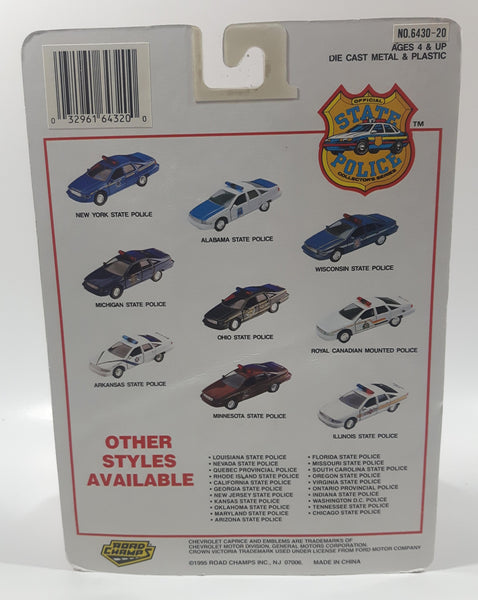 NO.6430-20
AGES 4 & UP
DIE CAST METAL & PLASTIC
0 32961 64320 0
OFFICIAL
STATE
POLICE
COLLECTOR'S SERIES
TM
NEW YORK STATE POLICE
ALABAMA STATE POLICE
WISCONSIN STATE POLICE
MICHIGAN STATE POLICE
OHIO STATE POLICE
ROYAL CANADIAN MOUNTED POLICE
ARKANSAS STATE POLICE
MINNESOTA STATE POLICE
ILLINOIS STATE POLICE
OTHER
STYLES
AVAILABLE
• LOUISIANA STATE POLICE
• NEVADA STATE POLICE
• QUEBEC PROVINCIAL POLICE
• RHODE ISLAND STATE POLICE
• CALIFORNIA STATE POLICE
• GEORGIA STATE POLICE
• NEW JERSEY STATE POLICE
• KANSAS STATE POLICE
• OKLAHOMA STATE POLICE
• MARYLAND STATE POLICE
• ARIZONA STATE POLICE
• FLORIDA STATE POLICE
• MISSOURI STATE POLICE
• SOUTH CAROLINA STATE POLICE
• OREGON STATE POLICE
• VIRGINIA STATE POLICE
• ONTARIO PROVINCIAL POLICE
• INDIANA STATE POLICE
• WASHINGTON D.C. POLICE
• TENNESSEE STATE POLICE
• CHICAGO STATE POLICE
ROAD
CHAMPS
CHEVROLET CAPRICE AND EMBLEMS ARE TRADEMARKS OF
CHEVROLET MOTOR DIVISION, GENERAL MOTORS CORPORATION.
CROWN VICTORIA TRADEMARK USED UNDER LICENSE FROM FORD MOTOR COMPANY
©1995 ROAD CHAMPS INC., NJ 07006. MADE IN CHINA